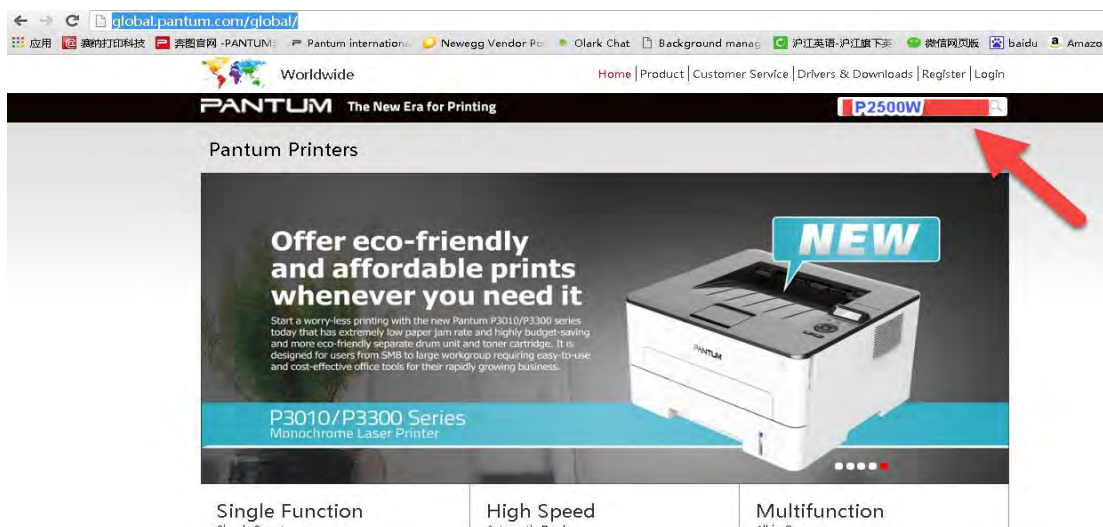 global.pantum.com/global/
应用 赛纳打印科技 奔图官网 -PANTUM Pantum internationa Newegg Vendor Po Olark Chat Background manag 沪江英语-沪江旗下英 微信网页版 baidu Amazo
Worldwide Home | Product | Customer Service | Drivers & Downloads | Register | Login
PANTUM The New Era for Printing P2500W
Pantum Printers
NEW
Offer eco-friendly
and affordable prints
whenever you need it
Start a worry-less printing with the new Pantum P3010/P3300 series
today that has extremely low paper jam rate and highly budget-saving
and more eco-friendly separate drum unit and toner cartridge. It is
designed for users from SMB to large workgroup requiring easy-to-use
and cost-effective office tools for their rapidly growing business.
PANTUM
P3010/P3300 Series
Monochrome Laser Printer
Single Function High Speed Multifunction